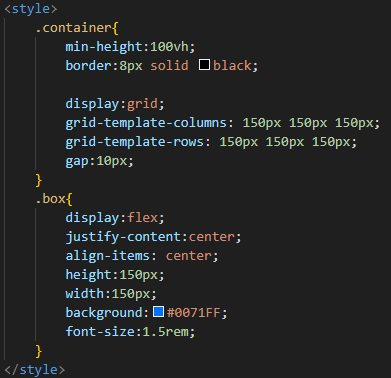 <style>
.container{
min-height:100vh;
border:8px solid black;
display:grid;
grid-template-columns: 150px 150px 150px;
grid-template-rows: 150px 150px 150px;
gap:10px;
}
.box{
display:flex;
justify-content:center;
align-items: center;
height:150px;
width:150px;
background:#0071FF;
font-size:1.5rem;
}
</style>